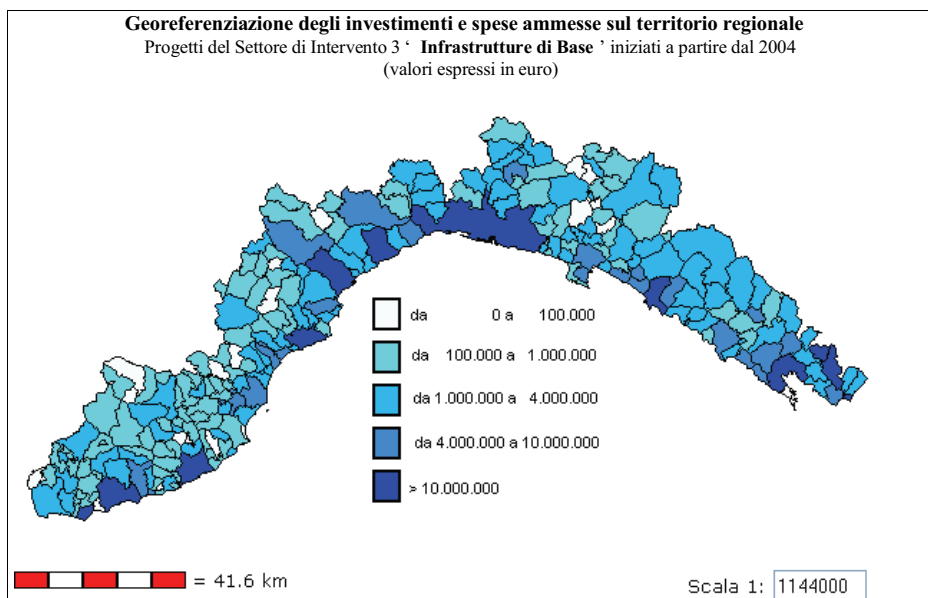 Georeferenziazione degli investimenti e spese ammesse sul territorio regionale
Progetti del Settore di Intervento 3 ‘ Infrastrutture di Base ’ iniziati a partire dal 2004
(valori espressi in euro)
da 0 a 100.000
da 100.000 a 1.000.000
da 1.000.000 a 4.000.000
da 4.000.000 a 10.000.000
> 10.000.000
= 41.6 km
Scala 1: 1144000